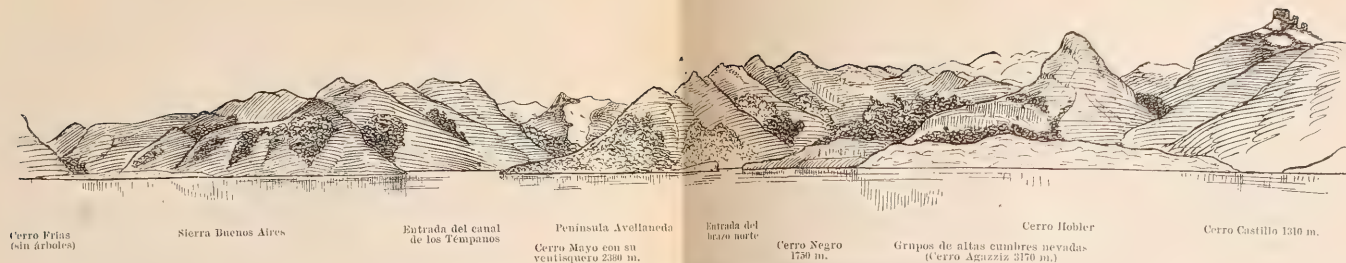 Cerro Frías
(sin árboles)
Sierra Buenos Aires
Entrada del canal
de los Témpanos
Península Avellaneda
Cerro Mayo con su
ventisquero 2380 m.
Entrada del
brazo norte
Cerro Negro
1750 m.
Grupos de altas cumbres nevadas
(Cerro Agazziz 3170 m.)
Cerro Hobler
Cerro Castillo 1310 m.